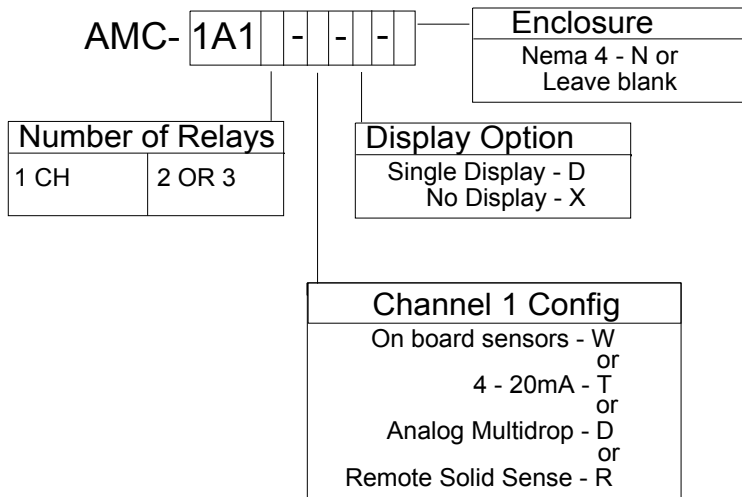 AMC- 1A1 - - -
Enclosure
Nema 4 - N or
Leave blank
Number of Relays
1 CH 2 OR 3
Display Option
Single Display - D
No Display - X
Channel 1 Config
On board sensors - W
or
4 - 20mA - T
or
Analog Multidrop - D
or
Remote Solid Sense - R